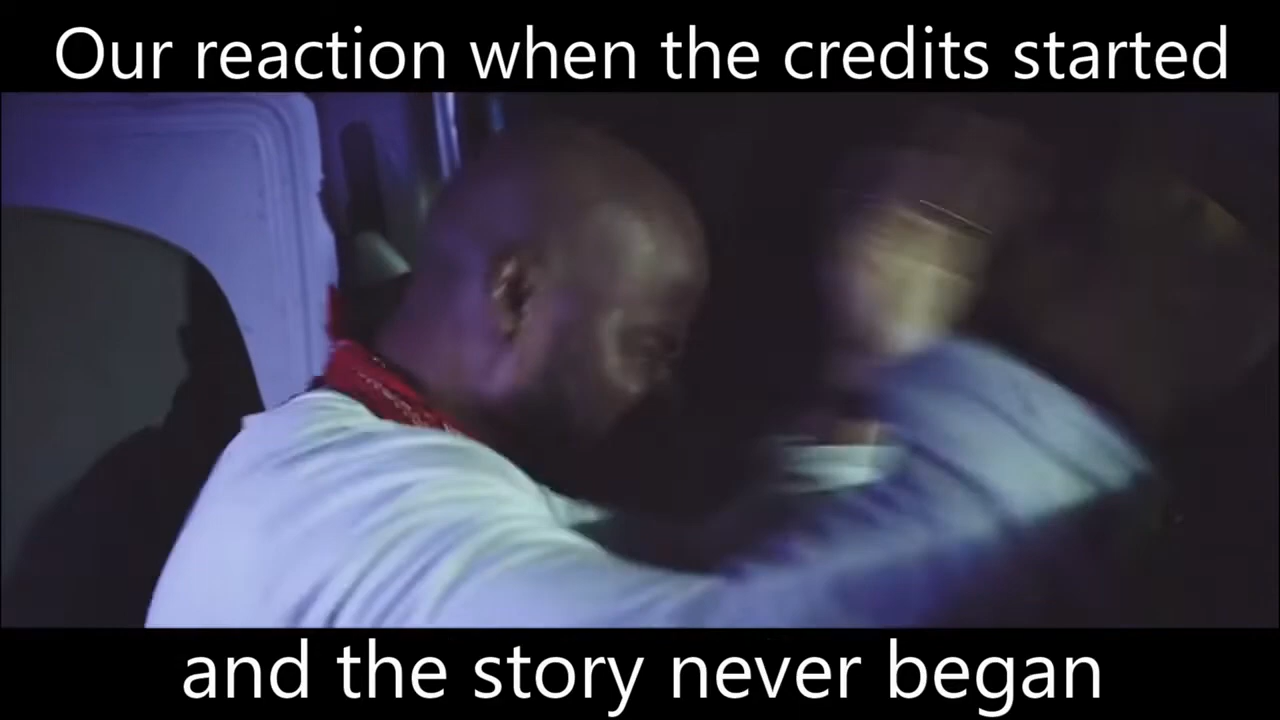 Our reaction when the credits started
and the story never began